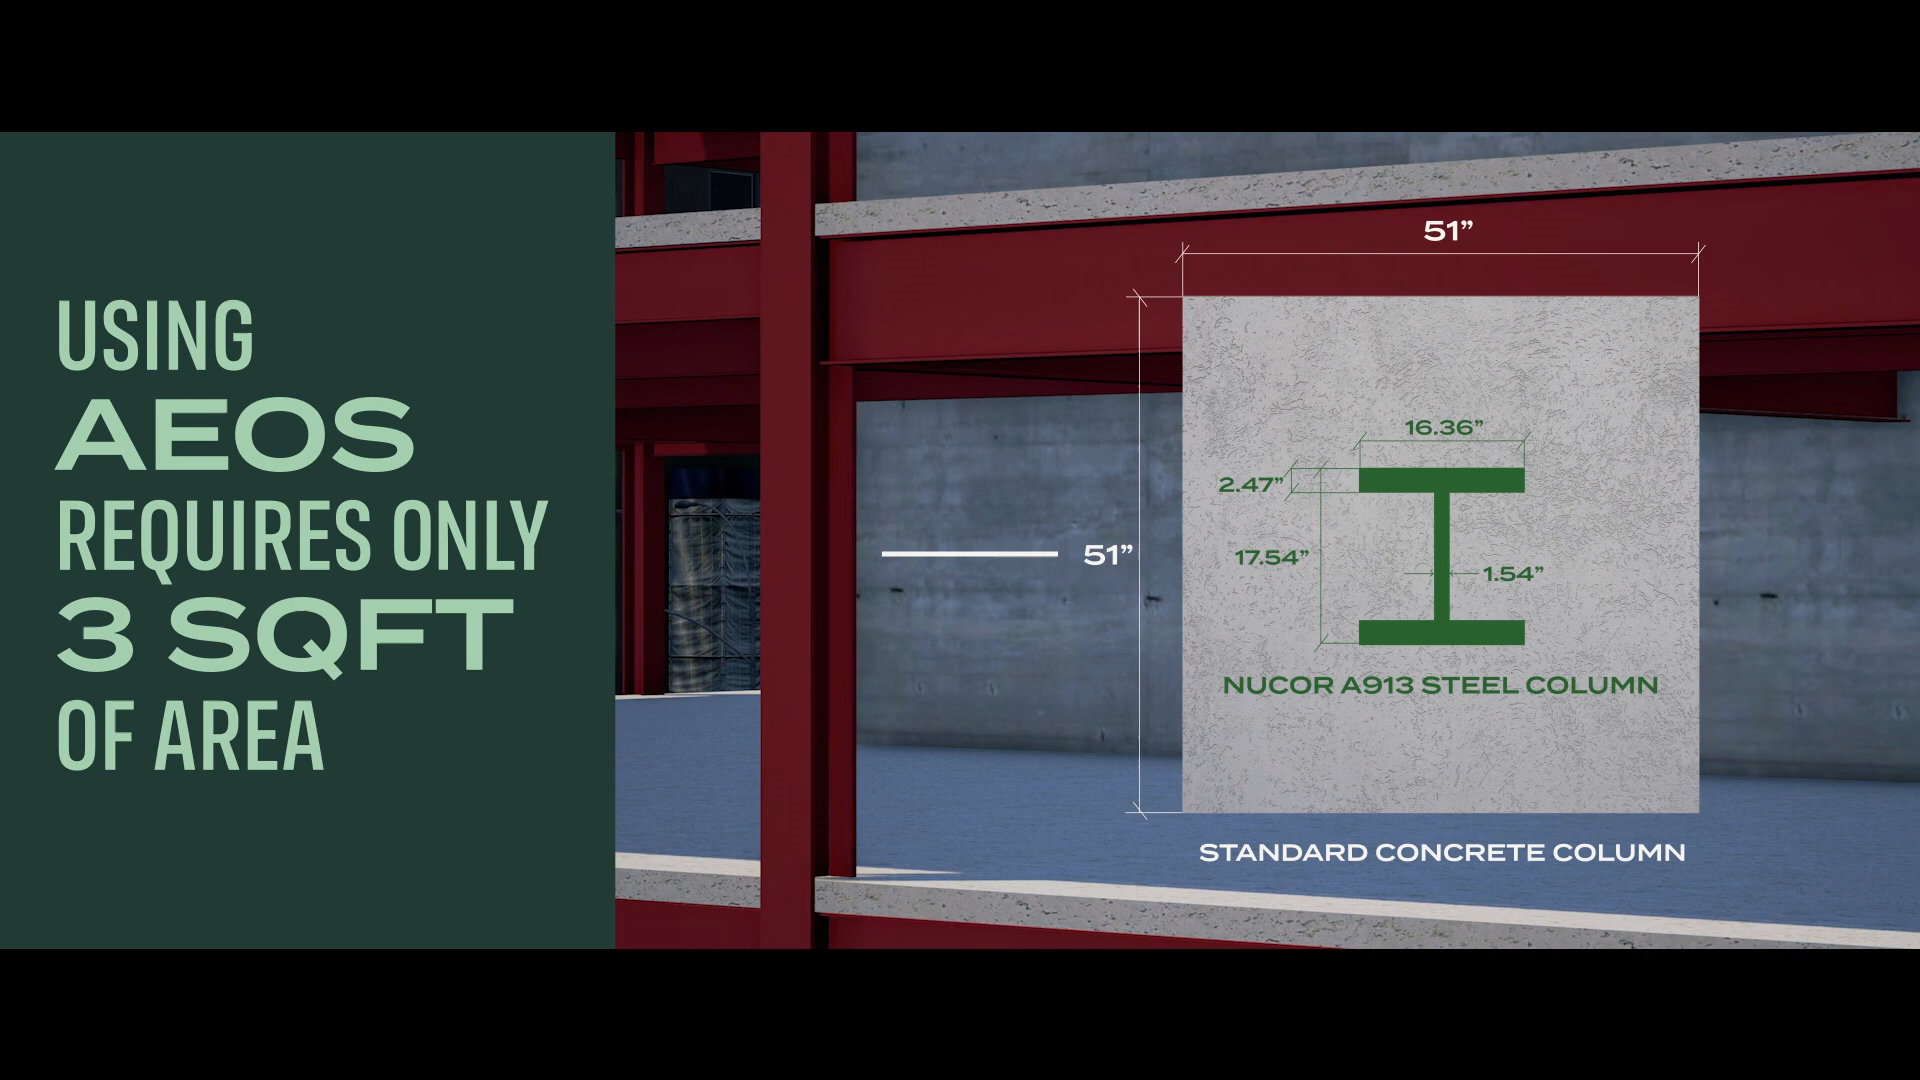 USING
AEOS
REQUIRES ONLY
3 SQFT
OF AREA
51”
16.36”
2.47”
17.54”
51”
1.54”
NUCOR A913 STEEL COLUMN
STANDARD CONCRETE COLUMN